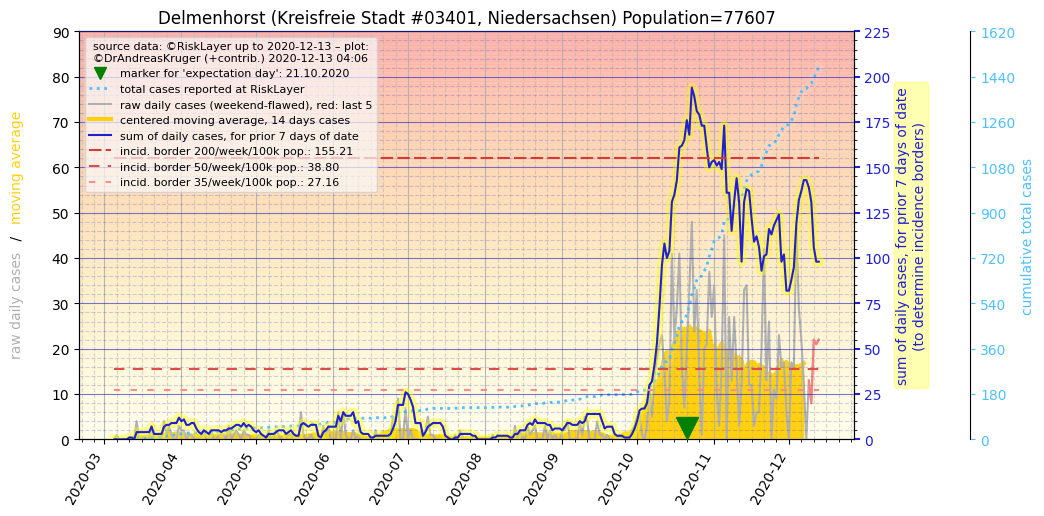 Delmenhorst (Kreisfreie Stadt #03401, Niedersachsen) Population=77607
source data: ©RiskLayer up to 2020-12-13 – plot:
©DrAndreasKruger (+contrib.) 2020-12-13 04:06
marker for 'expectation day': 21.10.2020
total cases reported at RiskLayer
raw daily cases (weekend-flawed), red: last 5
centered moving average, 14 days cases
sum of daily cases, for prior 7 days of date
incid. border 200/week/100k pop.: 155.21
incid. border 50/week/100k pop.: 38.80
incid. border 35/week/100k pop.: 27.16
raw daily cases / moving average
90
80
70
60
50
40
30
20
10
0
2020-03
2020-04
2020-05
2020-06
2020-07
2020-08
2020-09
2020-10
2020-11
2020-12
225
200
175
150
125
100
75
50
25
0
sum of daily cases, for prior 7 days of date
(to determine incidence borders)
1620
1440
1260
1080
900
720
540
360
180
0
cumulative total cases